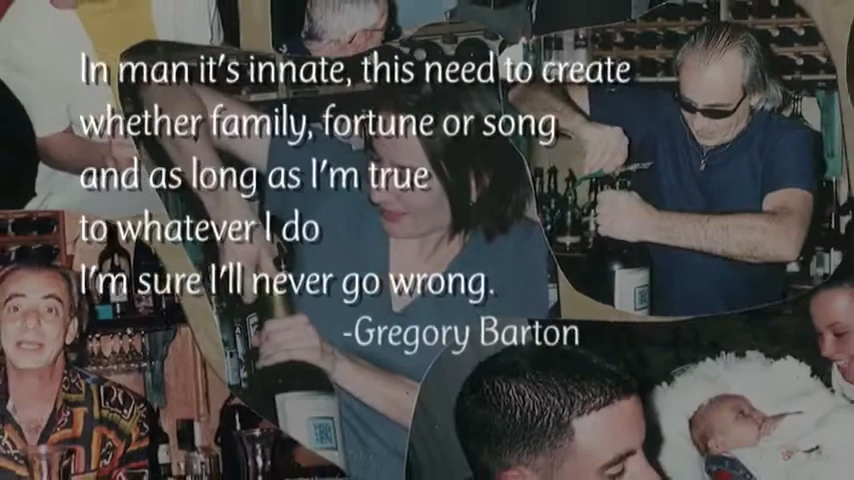 In man it's innate, this need to create
whether family, fortune or song
and as long as I'm true
to whatever I do
I'm sure I'll never go wrong.
-Gregory Barton